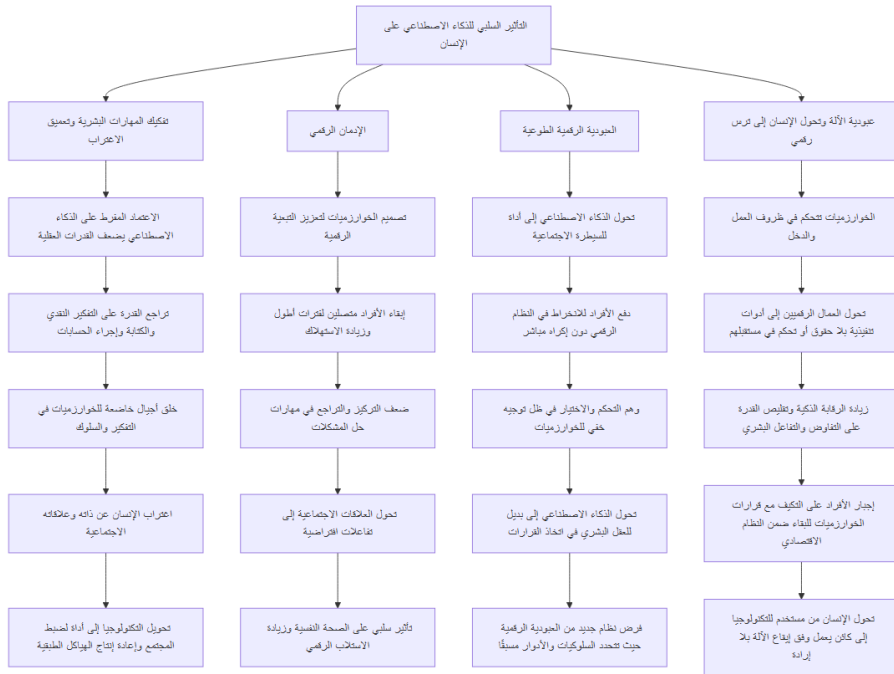 التأثير السلبي للذكاء الاصطناعي على
الإنسان
عبودية الآلة وتحول الإنسان إلى ترس
رقمي
العبودية الرقمية الطوعية
الإدمان الرقمي
تفكيك المهارات البشرية وتعميق
الاغتراب
الخوارزميات تتحكم في ظروف العمل
والدخل
تحول الذكاء الاصطناعي إلى أداة
للسيطرة الاجتماعية
تصميم الخوارزميات لتعزيز التبعية
الرقمية
الاعتماد المفرط على الذكاء
الاصطناعي يضعف القدرات العقلية
تحول العمال الرقميين إلى أدوات
تنفيذية بلا حقوق أو تحكم في مستقبلهم
دفع الأفراد للانخراط في النظام
الرقمي دون إكراه مباشر
إبقاء الأفراد متصلين لفترات أطول
وزيادة الاستهلاك
تراجع القدرة على التفكير النقدي
والكتابة وإجراء الحسابات
زيادة الرقابة الذكية وتقليص القدرة
على التفاوض والتفاعل البشري
وهم التحكم والاختيار في ظل توجيه
خفي للخوارزميات
ضعف التركيز والتراجع في مهارات
حل المشكلات
خلق أجيال خاضعة للخوارزميات في
التفكير والسلوك
إجبار الأفراد على التكيف مع قرارات
الخوارزميات للبقاء ضمن النظام
الاقتصادي
تحول الذكاء الاصطناعي إلى بديل
للعقل البشري في اتخاذ القرارات
تحول العلاقات الاجتماعية إلى
تفاعلات افتراضية
اغتراب الإنسان عن ذاته وعلاقاته
الاجتماعية
تحول الإنسان من مستخدم للتكنولوجيا
إلى كائن يعمل وفق إيقاع الآلة بلا
إرادة
فرض نظام جديد من العبودية الرقمية
حيث تتحدد السلوكيات والأدوار مسبقًا
تأثير سلبي على الصحة النفسية وزيادة
الاستلاب الرقمي
تحويل التكنولوجيا إلى أداة لضبط
المجتمع وإعادة إنتاج الهياكل الطبقية